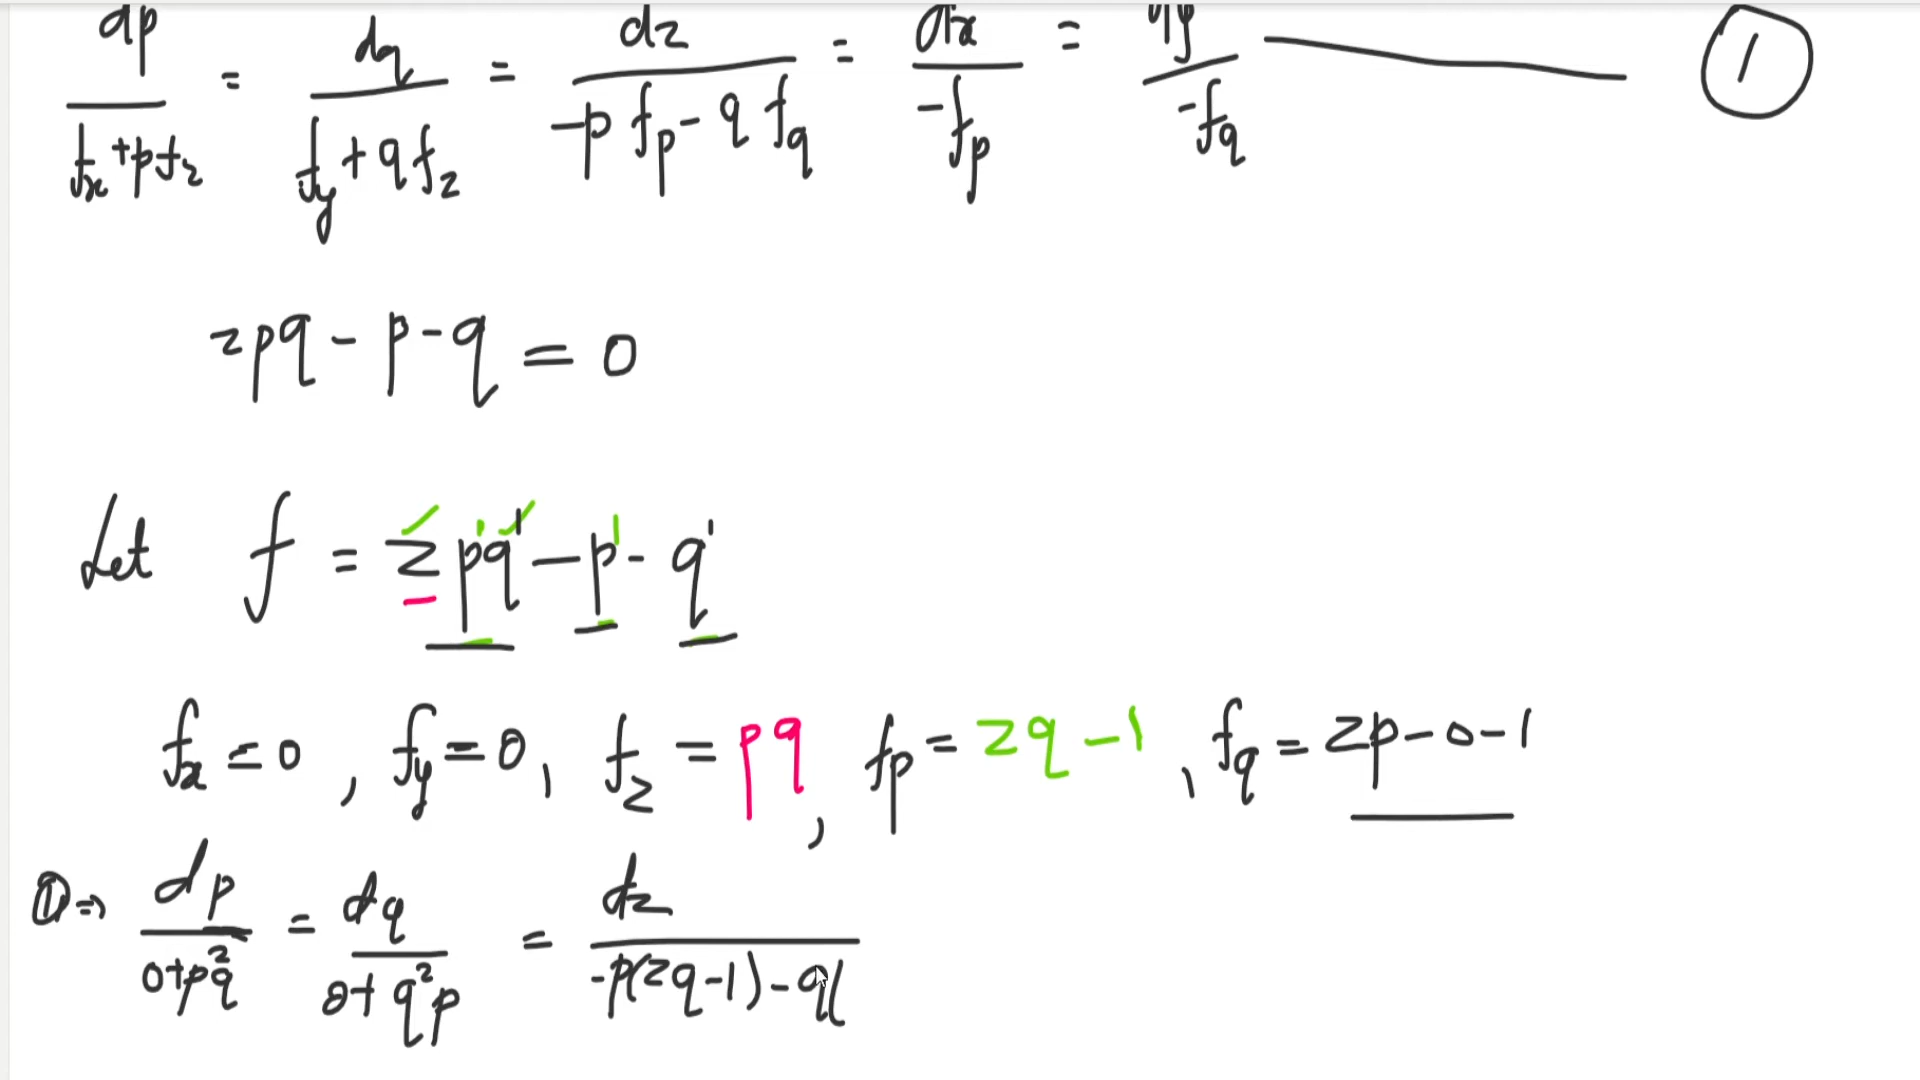 dp/(fx+pfz) = dq/(fy+qfz) = dz/(-pfp-qfq) = dx/-fp = dy/-fq ——— ①
zpq - p - q = 0
Let f = zpq - p - q
fx = 0, fy = 0, fz = pq, fp = zq - 1, fq = zp - 0 - 1
① ⇒ dp/(0+p²q) = dq/(0+q²p) = dz/(-p(zq-1)-q(